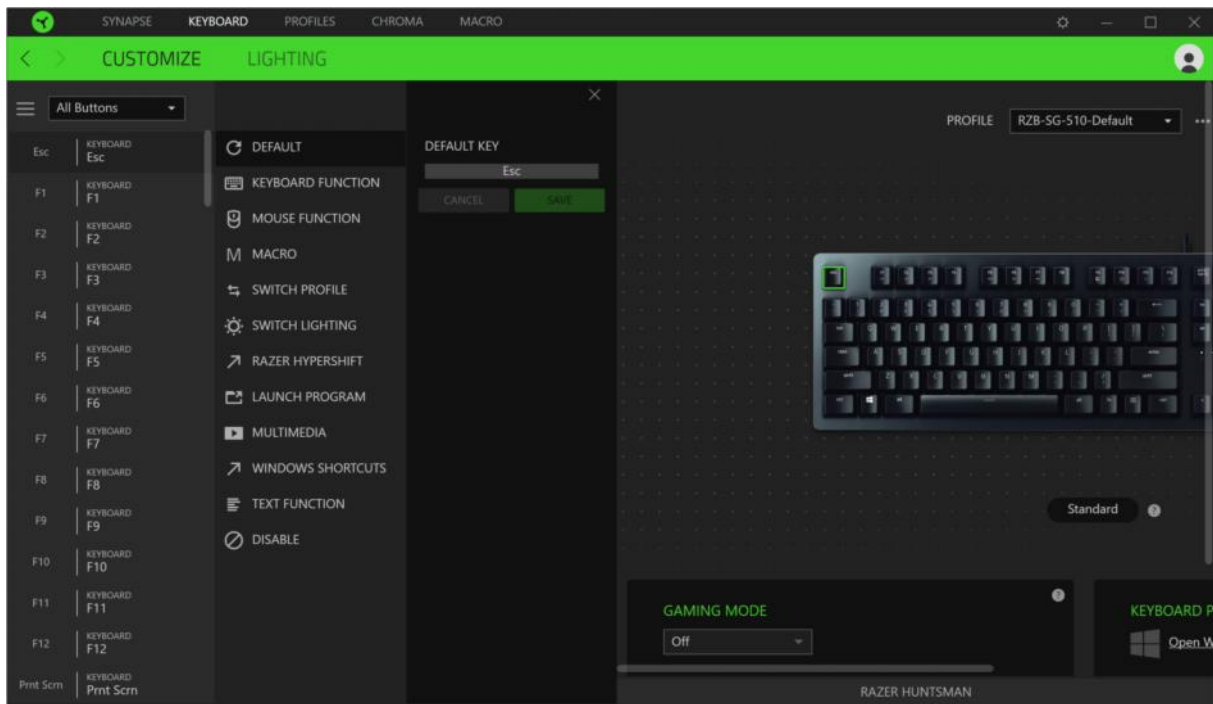 SYNAPSE KEYBOARD PROFILES CHROMA MACRO
CUSTOMIZE LIGHTING
All Buttons
Esc KEYBOARD Esc
F1 KEYBOARD F1
F2 KEYBOARD F2
F3 KEYBOARD F3
F4 KEYBOARD F4
F5 KEYBOARD F5
F6 KEYBOARD F6
F7 KEYBOARD F7
F8 KEYBOARD F8
F9 KEYBOARD F9
F10 KEYBOARD F10
F11 KEYBOARD F11
F12 KEYBOARD F12
Prnt Scrn KEYBOARD Prnt Scrn
DEFAULT
KEYBOARD FUNCTION
MOUSE FUNCTION
MACRO
SWITCH PROFILE
SWITCH LIGHTING
RAZER HYPERSHIFT
LAUNCH PROGRAM
MULTIMEDIA
WINDOWS SHORTCUTS
TEXT FUNCTION
DISABLE
DEFAULT KEY
Esc
CANCEL SAVE
PROFILE RZB-SG-510-Default
Standard
GAMING MODE
Off
KEYBOARD P
Open W
RAZER HUNTSMAN